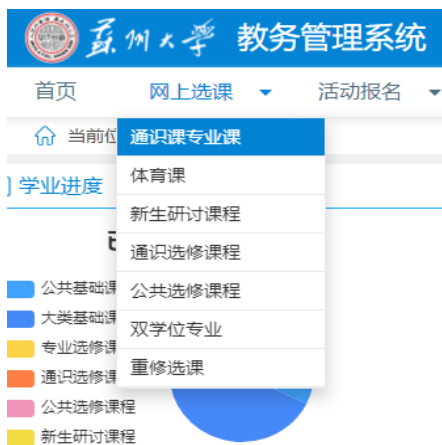 蘇州大學 教务管理系统
首页 网上选课 活动报名
当前位
通识课专业课
学业进度
体育课
新生研讨课程
通识选修课程
公共基础课
公共选修课程
大类基础课
双学位专业
专业选修课
重修选课
通识选修课
公共选修课程
新生研讨课程